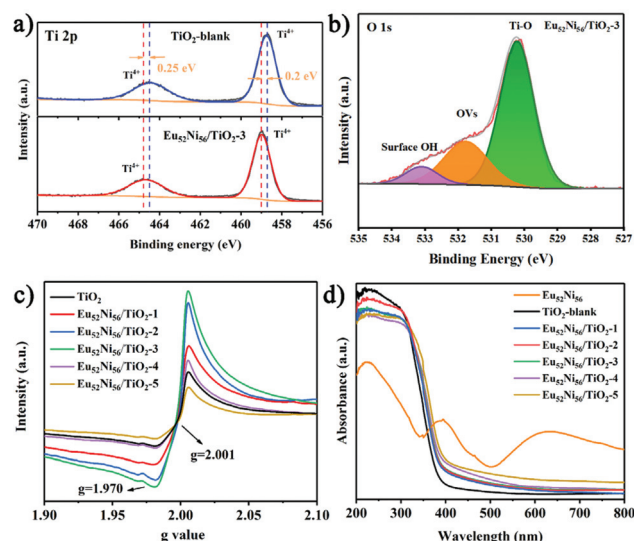 a)
Ti 2p
TiO₂-blank
Ti⁴⁺
0.25 eV
Ti⁴⁺
0.2 eV
Eu₅₂Ni₅₆/TiO₂-3
Ti⁴⁺
Ti⁴⁺
Intensity (a.u.)
470 468 466 464 462 460 458 456
Binding energy (eV)
b)
O 1s
Ti-O
Eu₅₂Ni₅₆/TiO₂-3
OVs
Surface OH
Intensity (a.u.)
535 534 533 532 531 530 529 528 527
Binding Energy (eV)
c)
TiO₂
Eu₅₂Ni₅₆/TiO₂-1
Eu₅₂Ni₅₆/TiO₂-2
Eu₅₂Ni₅₆/TiO₂-3
Eu₅₂Ni₅₆/TiO₂-4
Eu₅₂Ni₅₆/TiO₂-5
g=2.001
g=1.970
Intensity (a.u.)
1.90 1.95 2.00 2.05 2.10
g value
d)
Eu₅₂Ni₅₆
TiO₂-blank
Eu₅₂Ni₅₆/TiO₂-1
Eu₅₂Ni₅₆/TiO₂-2
Eu₅₂Ni₅₆/TiO₂-3
Eu₅₂Ni₅₆/TiO₂-4
Eu₅₂Ni₅₆/TiO₂-5
Absorbance (a.u.)
200 300 400 500 600 700 800
Wavelength (nm)